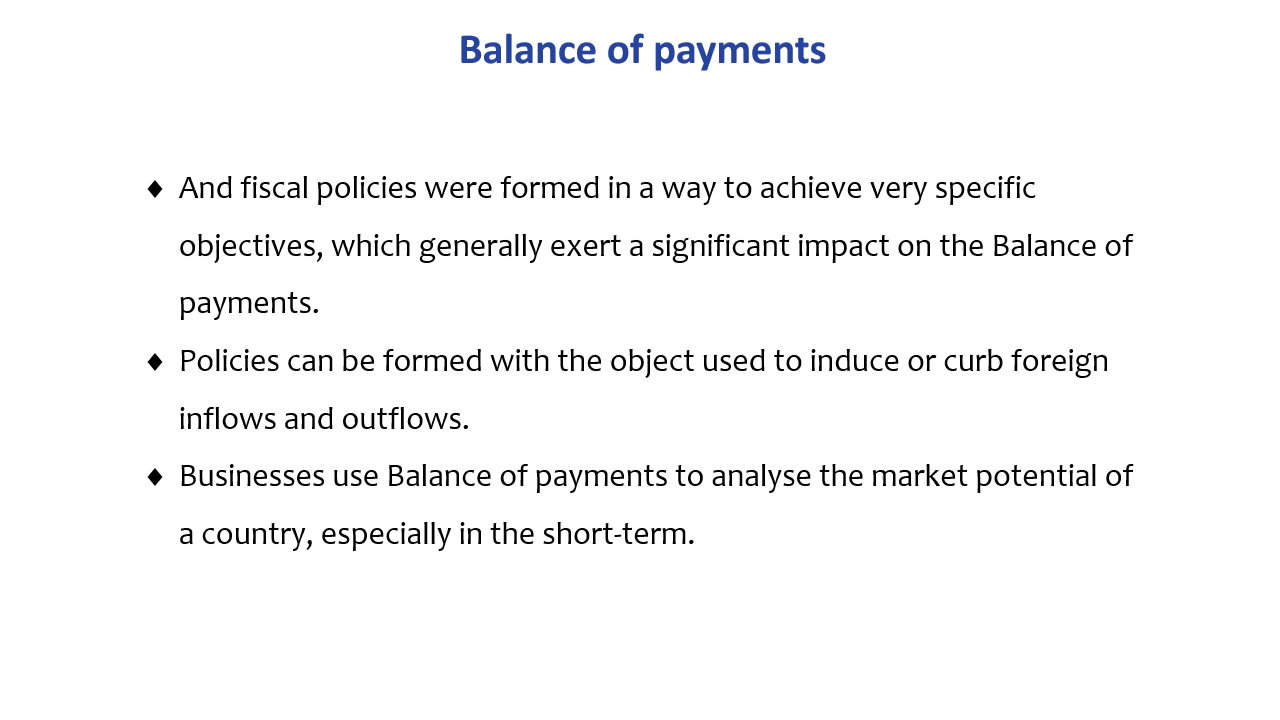 Balance of payments
♦ And fiscal policies were formed in a way to achieve very specific
objectives, which generally exert a significant impact on the Balance of
payments.
♦ Policies can be formed with the object used to induce or curb foreign
inflows and outflows.
♦ Businesses use Balance of payments to analyse the market potential of
a country, especially in the short-term.